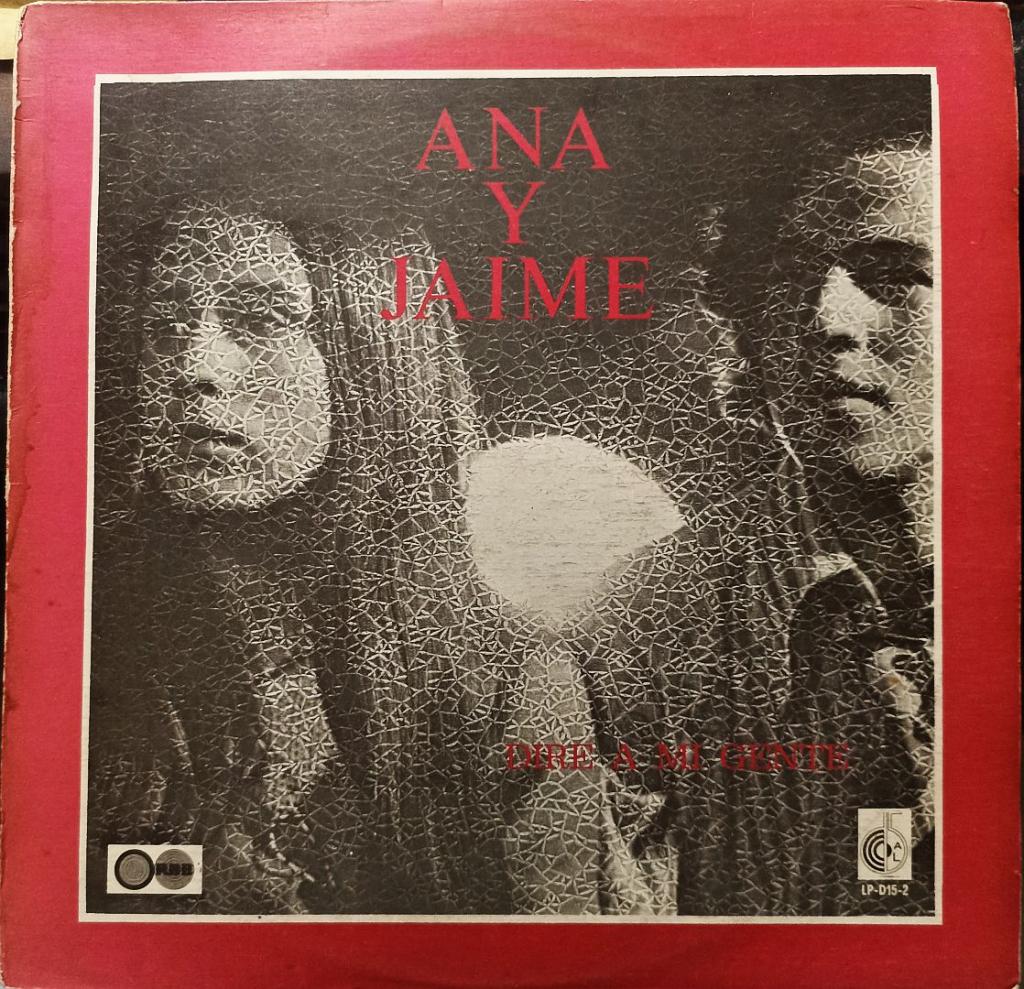 ANA
Y
JAIME
DIRE A MI GENTE
LP-D15-2